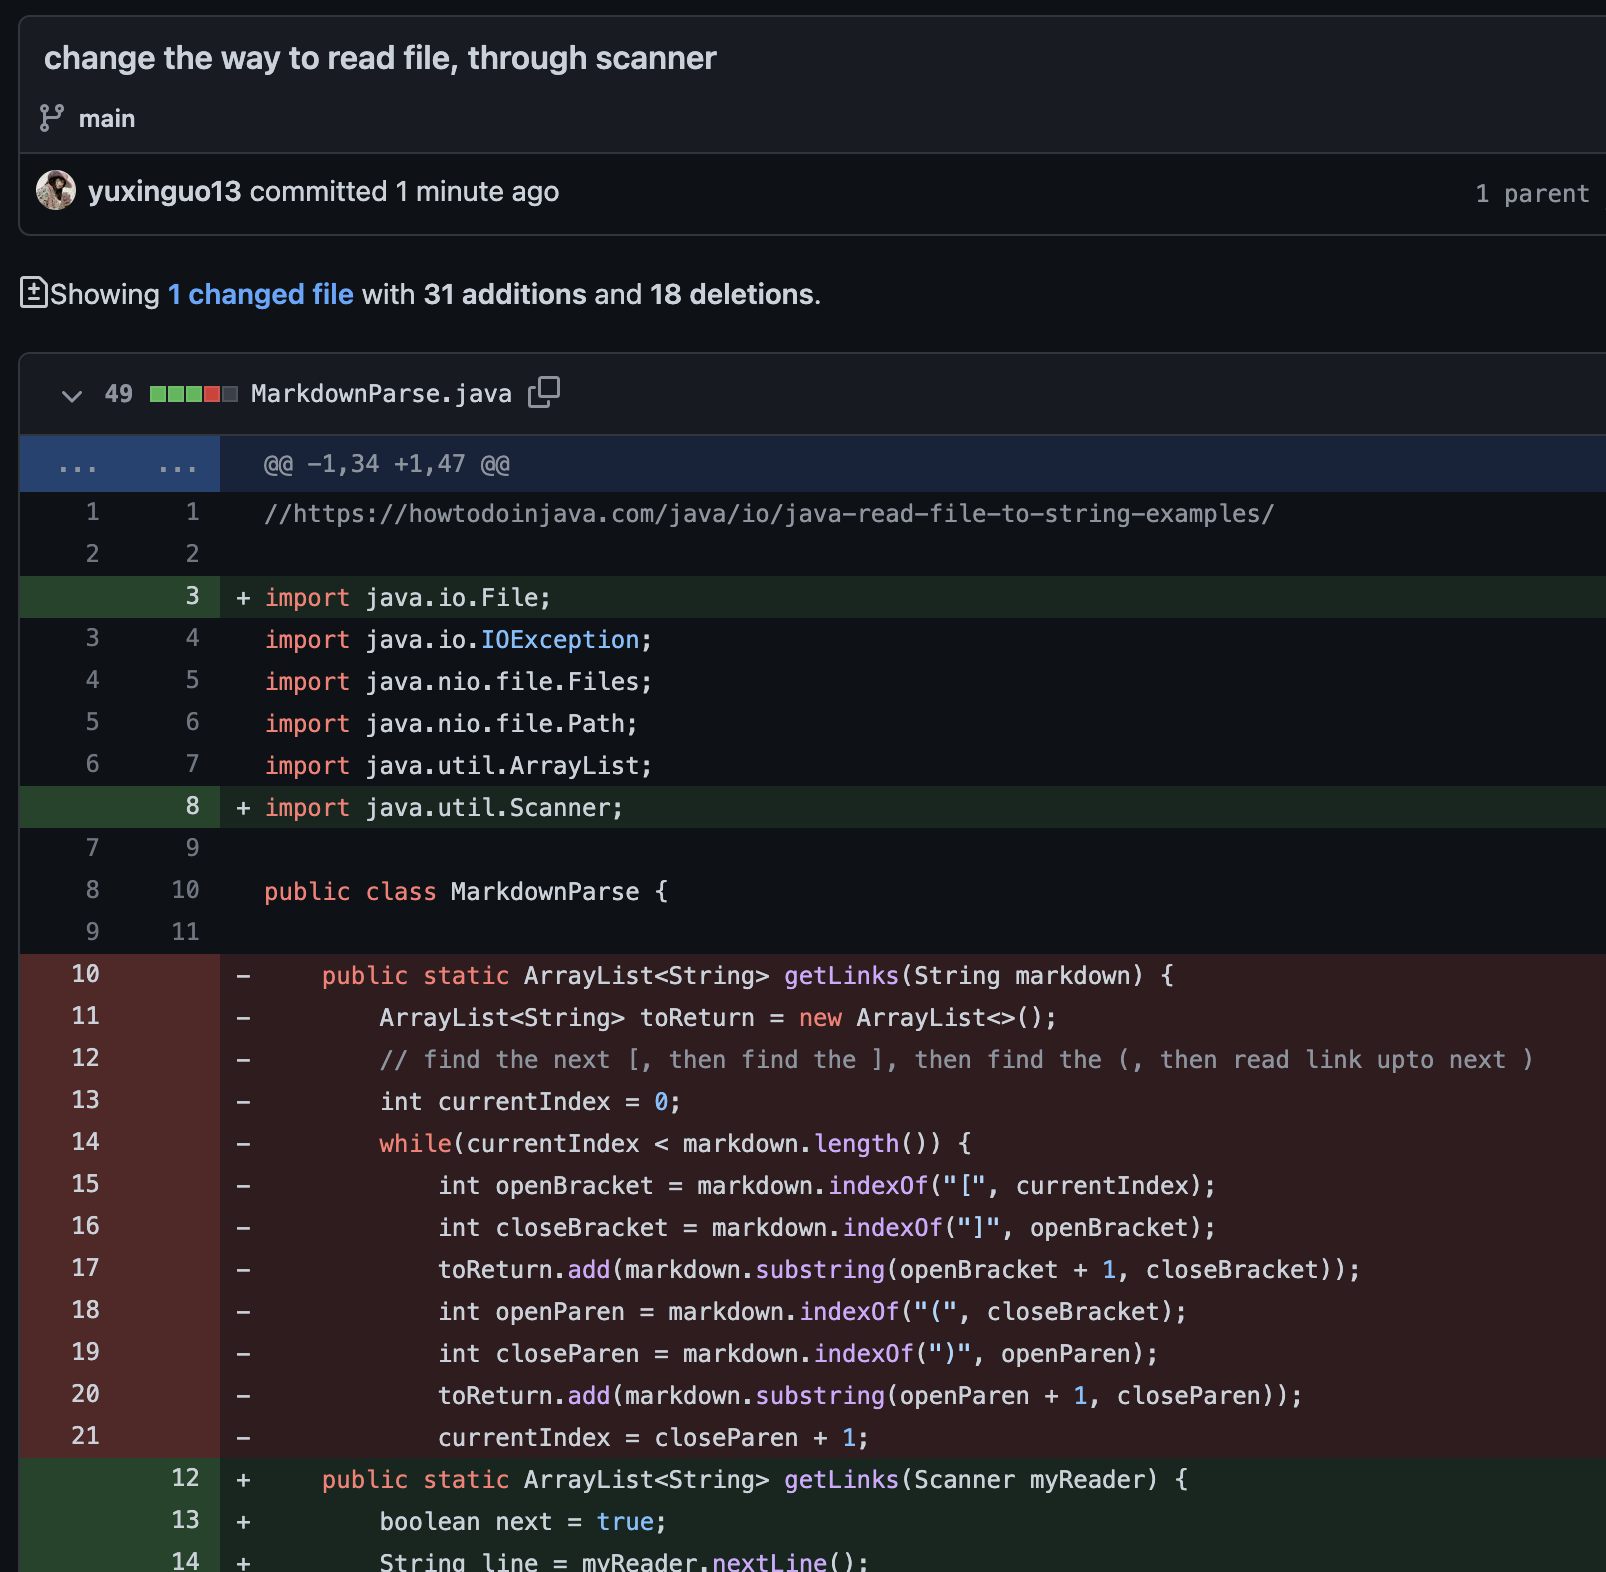 change the way to read file, through scanner
main
yuxinguo13 committed 1 minute ago 1 parent
Showing 1 changed file with 31 additions and 18 deletions.
49 MarkdownParse.java
... ... @@ -1,34 +1,47 @@
1 1 //https://howtodoinjava.com/java/io/java-read-file-to-string-examples/
2 2
3 + import java.io.File;
3 4 import java.io.IOException;
4 5 import java.nio.file.Files;
5 6 import java.nio.file.Path;
6 7 import java.util.ArrayList;
8 + import java.util.Scanner;
7 9
8 10 public class MarkdownParse {
9 11
10 - public static ArrayList<String> getLinks(String markdown) {
11 - ArrayList<String> toReturn = new ArrayList<>();
12 - // find the next [, then find the ], then find the (, then read link upto next )
13 - int currentIndex = 0;
14 - while(currentIndex < markdown.length()) {
15 - int openBracket = markdown.indexOf("[", currentIndex);
16 - int closeBracket = markdown.indexOf("]", openBracket);
17 - toReturn.add(markdown.substring(openBracket + 1, closeBracket));
18 - int openParen = markdown.indexOf("(", closeBracket);
19 - int closeParen = markdown.indexOf(")", openParen);
20 - toReturn.add(markdown.substring(openParen + 1, closeParen));
21 - currentIndex = closeParen + 1;
12 + public static ArrayList<String> getLinks(Scanner myReader) {
13 + boolean next = true;
14 + String line = myReader.nextLine();